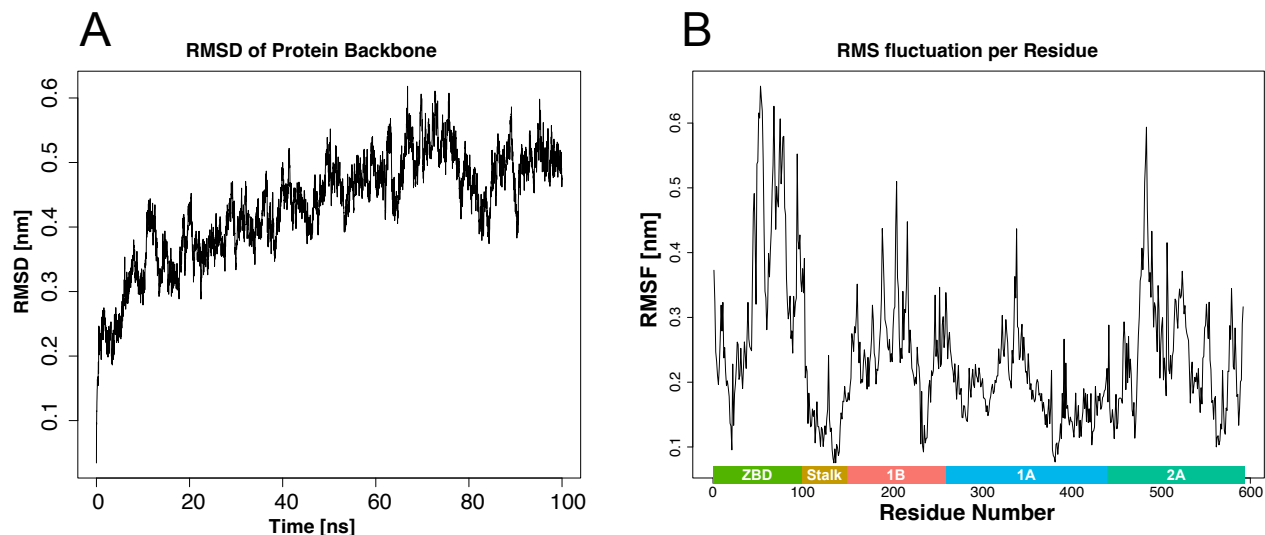 A
RMSD of Protein Backbone
RMSD [nm]
0.6
0.5
0.4
0.3
0.2
0.1
0 20 40 60 80 100
Time [ns]
B
RMS fluctuation per Residue
RMSF [nm]
0.6
0.5
0.4
0.3
0.2
0.1
ZBD Stalk 1B 1A 2A
0 100 200 300 400 500 600
Residue Number